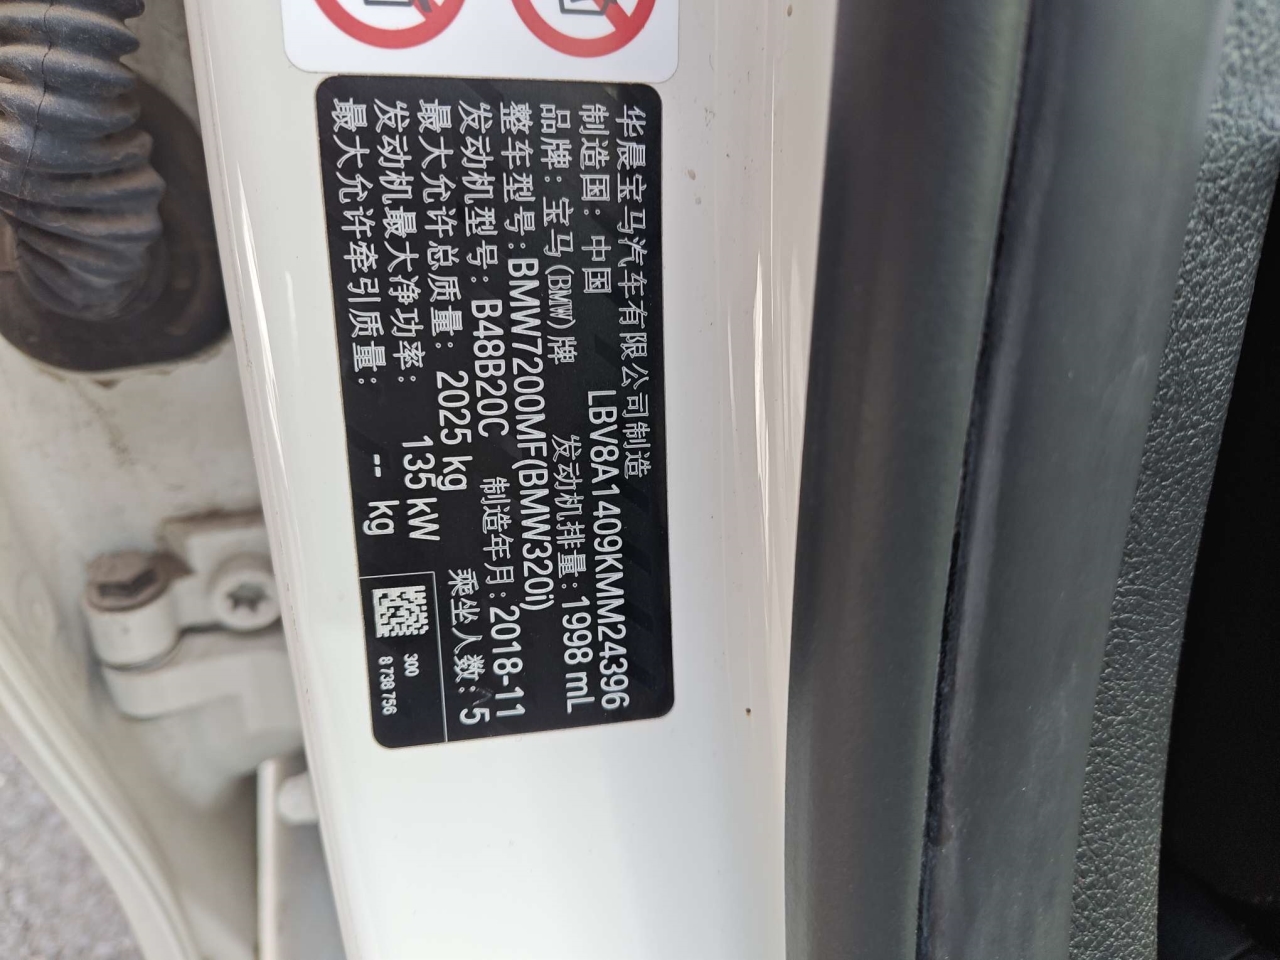 华晨宝马汽车有限公司制造
制造国：中国 LBV8A1409KMM24396
品牌：宝马(BMW)牌 发动机排量：1998 mL
整车型号：BMW7200MF(BMW320i)
发动机型号：B48B20C 制造年月：2018-11
最大允许总质量：2025 kg 乘坐人数：5
发动机最大净功率：135 kW
最大允许牵引质量：-- kg
300
8 738 756